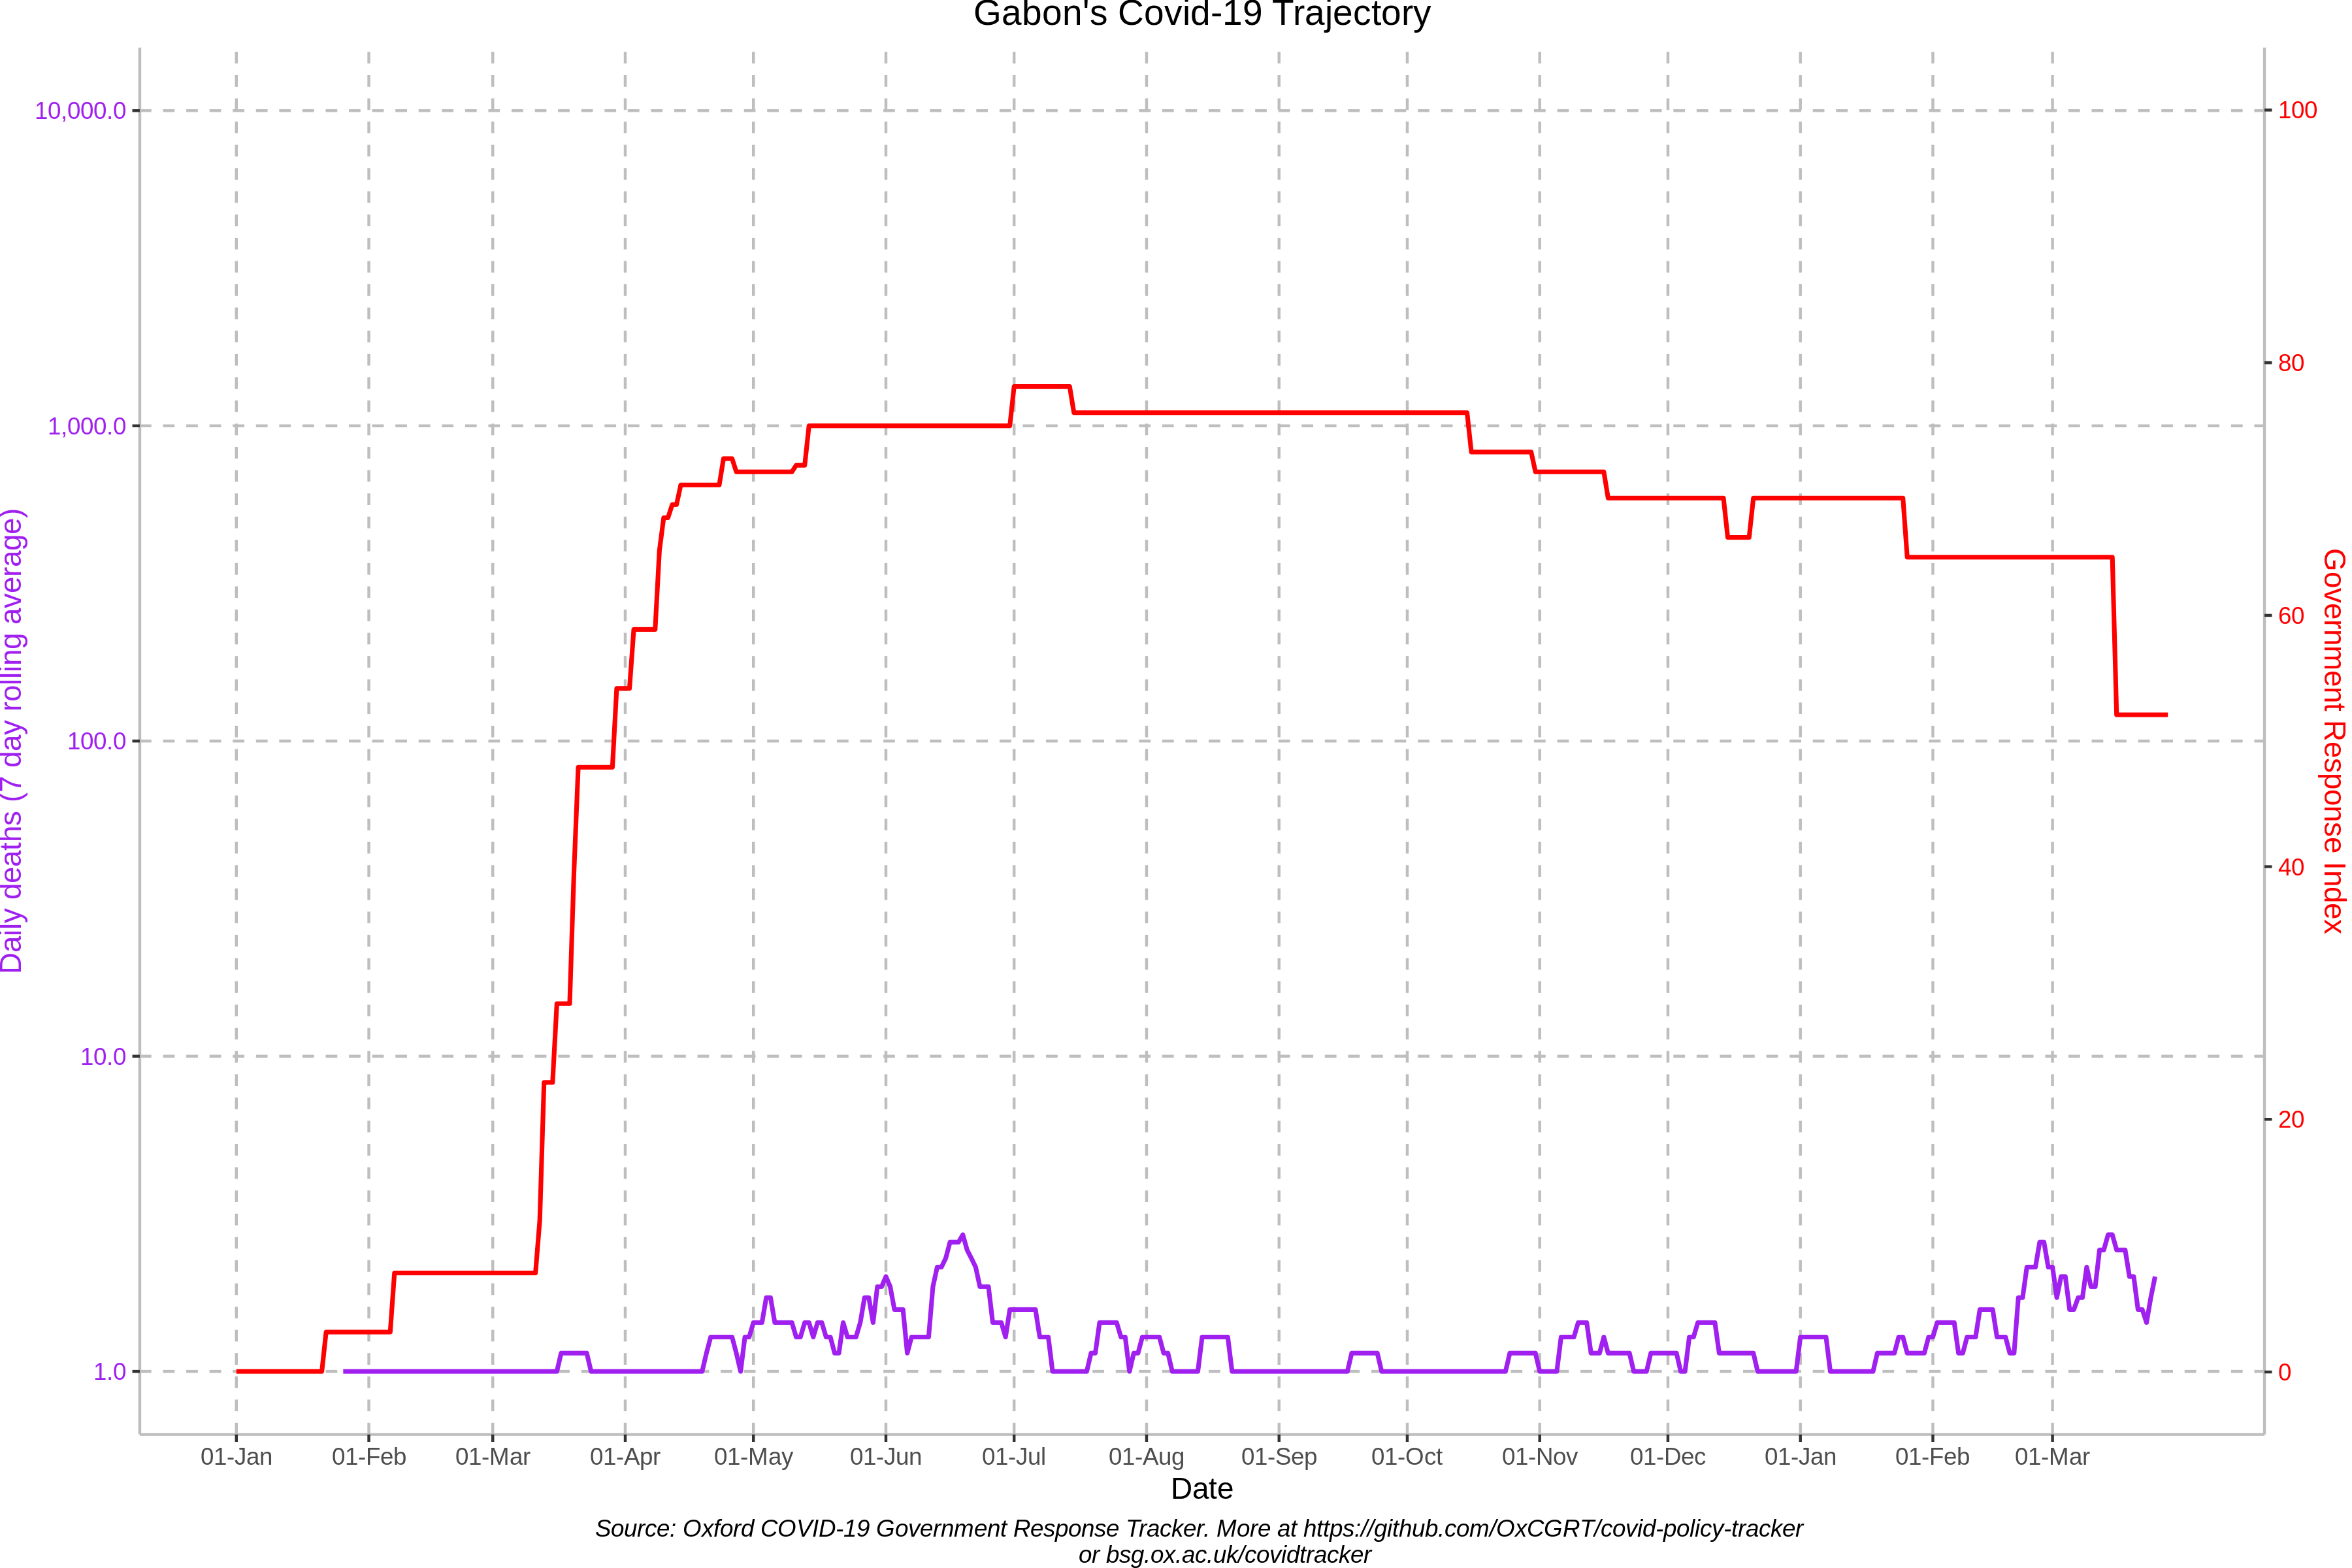 Gabon's Covid-19 Trajectory
10,000.0
1,000.0
100.0
10.0
1.0
Daily deaths (7 day rolling average)
100
80
60
40
20
0
Government Response Index
01-Jan 01-Feb 01-Mar 01-Apr 01-May 01-Jun 01-Jul 01-Aug 01-Sep 01-Oct 01-Nov 01-Dec 01-Jan 01-Feb 01-Mar
Date
Source: Oxford COVID-19 Government Response Tracker. More at https://github.com/OxCGRT/covid-policy-tracker
or bsg.ox.ac.uk/covidtracker